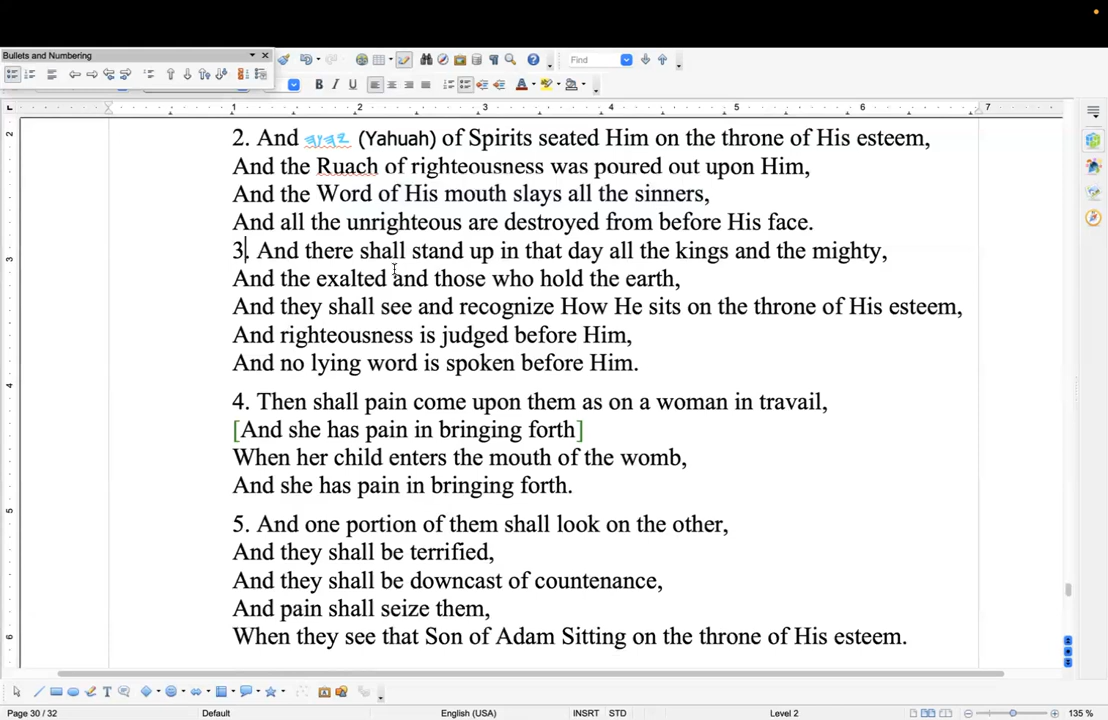 Bullets and Numbering
Find
1 2 3 4 5 6 7
2. And 𐤉𐤄𐤅𐤄 (Yahuah) of Spirits seated Him on the throne of His esteem,
And the Ruach of righteousness was poured out upon Him,
And the Word of His mouth slays all the sinners,
And all the unrighteous are destroyed from before His face.
3. And there shall stand up in that day all the kings and the mighty,
And the exalted and those who hold the earth,
And they shall see and recognize How He sits on the throne of His esteem,
And righteousness is judged before Him,
And no lying word is spoken before Him.
4. Then shall pain come upon them as on a woman in travail,
[And she has pain in bringing forth]
When her child enters the mouth of the womb,
And she has pain in bringing forth.
5. And one portion of them shall look on the other,
And they shall be terrified,
And they shall be downcast of countenance,
And pain shall seize them,
When they see that Son of Adam Sitting on the throne of His esteem.
Page 30 / 32 Default English (USA) INSRT STD Level 2 135 %